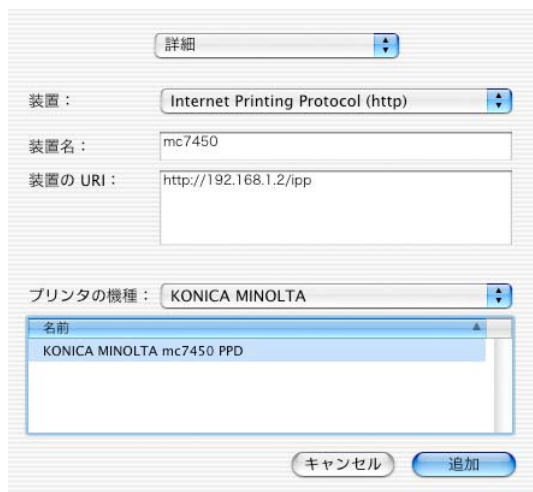 詳細
装置： Internet Printing Protocol (http)
装置名： mc7450
装置の URI： http://192.168.1.2/ipp
プリンタの機種： KONICA MINOLTA
名前
KONICA MINOLTA mc7450 PPD
キャンセル 追加